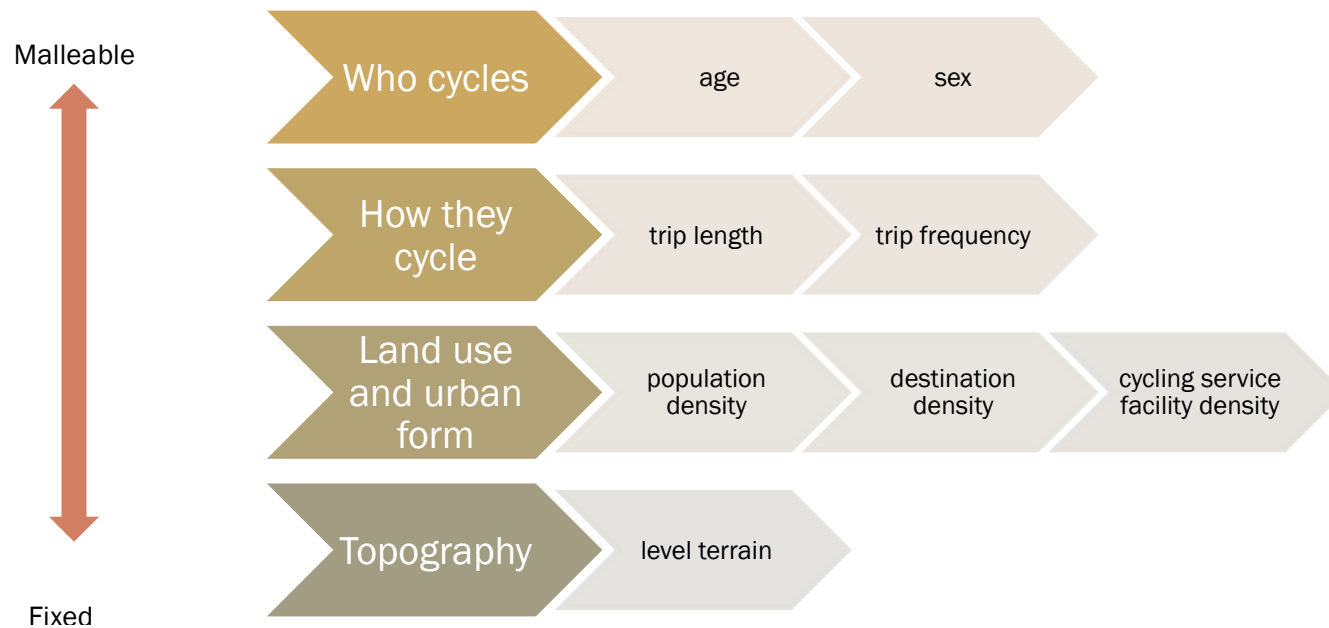 Malleable
Who cycles
age
sex
How they
cycle
trip length
trip frequency
Land use
and urban
form
population
density
destination
density
cycling service
facility density
Topography
level terrain
Fixed